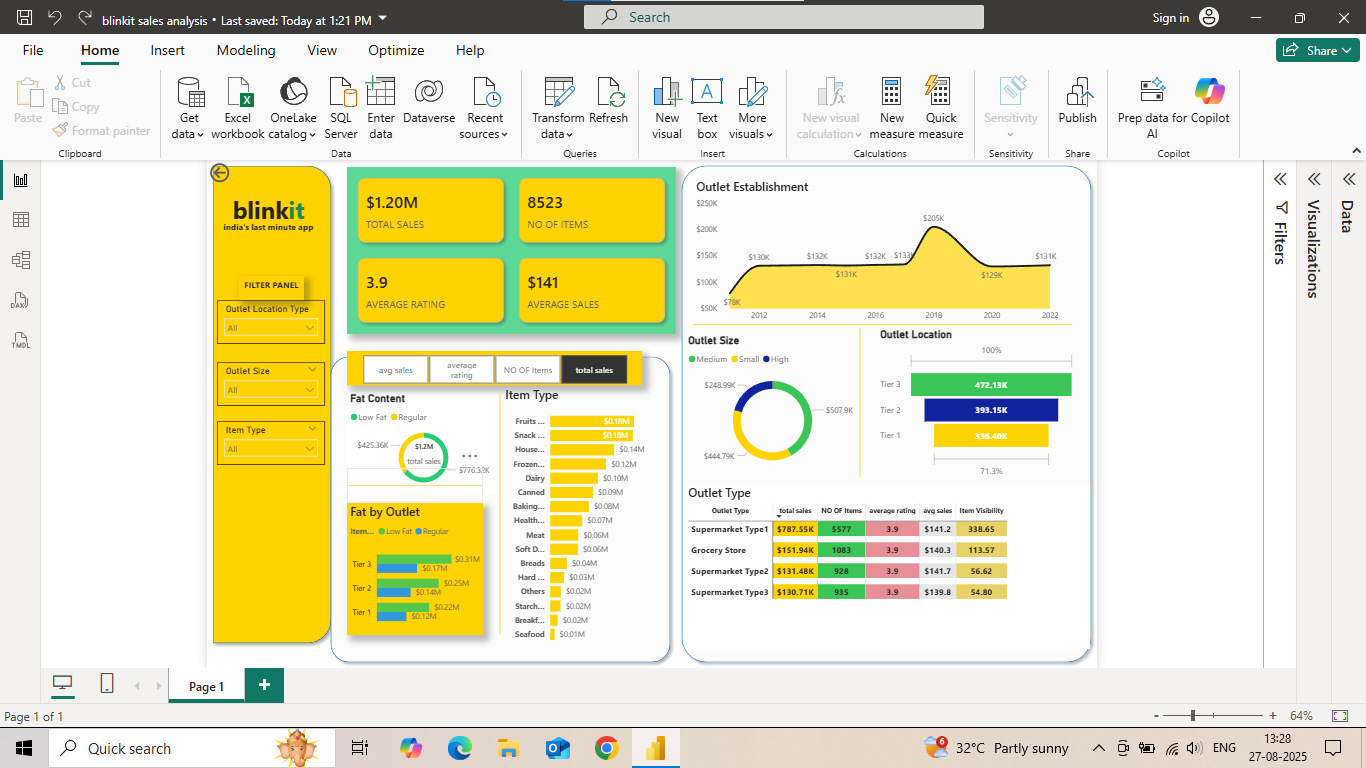 blinkit sales analysis • Last saved: Today at 1:21 PM
Search
Sign in
File Home Insert Modeling View Optimize Help
Share
Paste
Cut
Copy
Format painter
Clipboard
Get data
Excel workbook
OneLake catalog
SQL Server
Enter data
Dataverse
Recent sources
Data
Transform data
Refresh
Queries
New visual
Text box
More visuals
Insert
New visual calculation
New measure
Quick measure
Calculations
Sensitivity
Sensitivity
Publish
Share
Prep data for AI
Copilot
Copilot
DAX
TMDL
blinkit
india's last minute app
FILTER PANEL
Outlet Location Type
All
Outlet Size
All
Item Type
All
$1.20M
TOTAL SALES
8523
NO OF ITEMS
3.9
AVERAGE RATING
$141
AVERAGE SALES
avg sales
average rating
NO OF Items
total sales
Fat Content
Low Fat Regular
$425.36K
$1.2M
total sales
$776.32K
Fat by Outlet
Item... Low Fat Regular
Tier 3 $0.31M
$0.17M
Tier 2 $0.25M
$0.14M
Tier 1 $0.22M
$0.12M
Item Type
Fruits ... $0.18M
Snack ... $0.18M
House... $0.14M
Frozen... $0.12M
Dairy $0.10M
Canned $0.09M
Baking... $0.08M
Health... $0.07M
Meat $0.06M
Soft D... $0.06M
Breads $0.04M
Hard ... $0.03M
Others $0.02M
Starch... $0.02M
Breakf... $0.02M
Seafood $0.01M
Outlet Establishment
$250K
$200K
$150K
$100K
$50K
$78K
$130K
$132K
$131K
$132K
$133K
$205K
$129K
$131K
2012 2014 2016 2018 2020 2022
Outlet Size
Medium Small High
$248.99K
$507.9K
$444.79K
Outlet Location
100%
Tier 3 472.13K
Tier 2 393.15K
Tier 1 336.40K
71.3%
Outlet Type
Outlet Type total sales NO OF Items average rating avg sales Item Visibility
Supermarket Type1 $787.55K 5577 3.9 $141.2 338.65
Grocery Store $151.94K 1083 3.9 $140.3 113.57
Supermarket Type2 $131.48K 928 3.9 $141.7 56.62
Supermarket Type3 $130.71K 935 3.9 $139.8 54.80
Filters
Visualizations
Data
Page 1
Page 1 of 1
64%
Quick search
6
32°C Partly sunny
ENG
13:28
27-08-2025